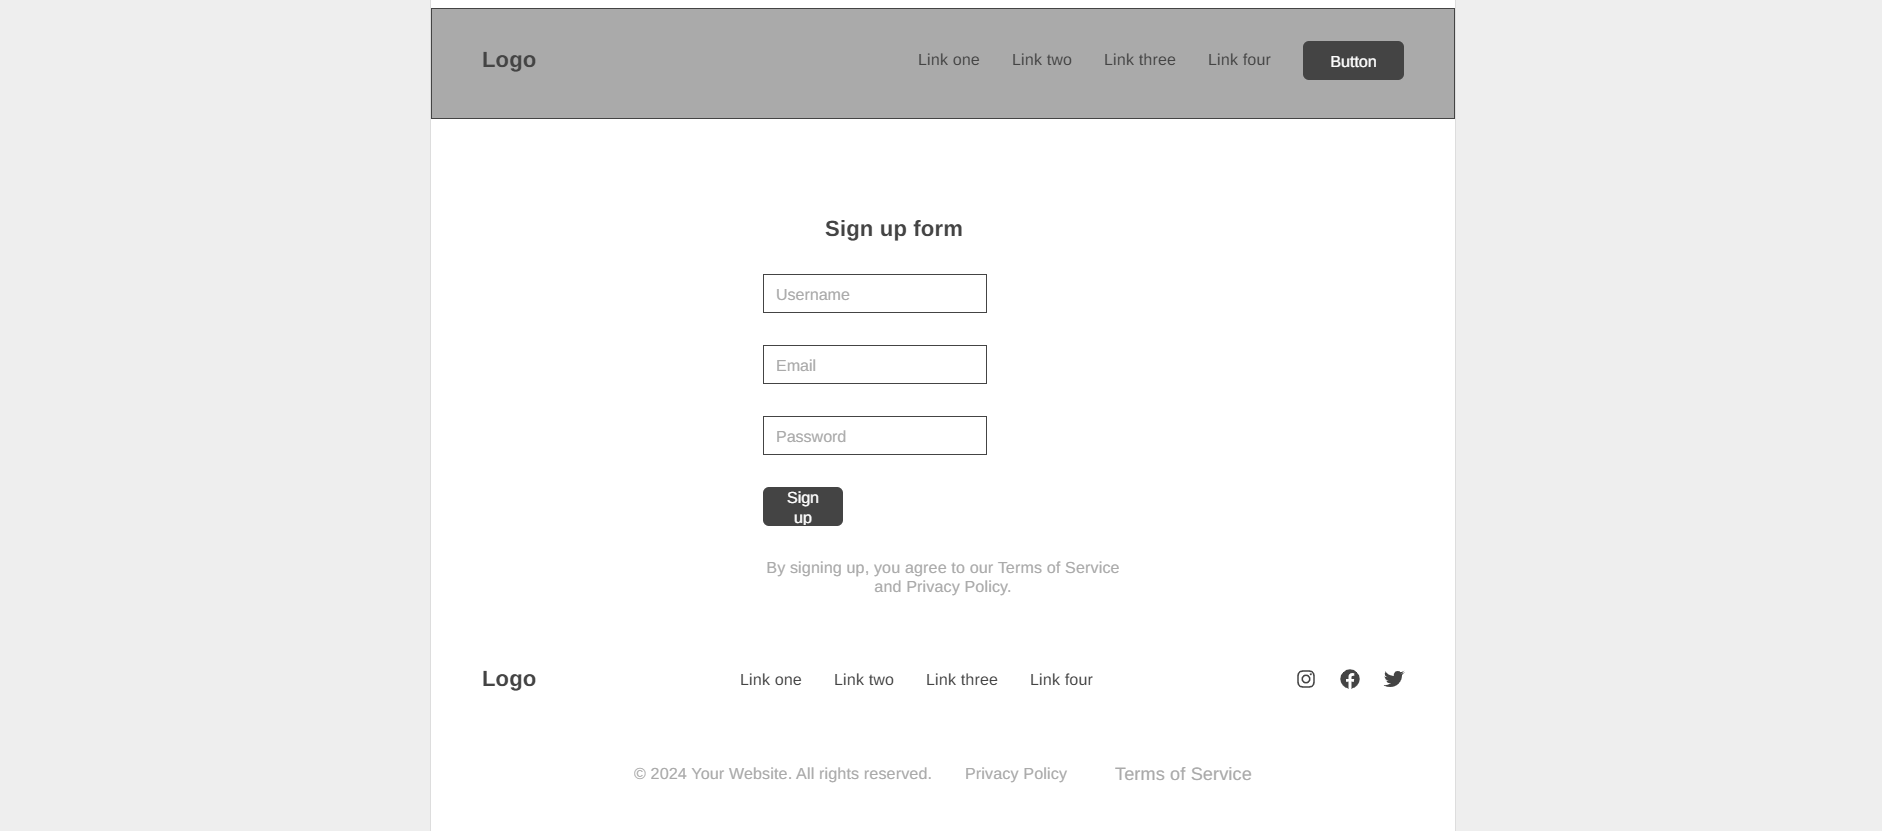 Logo
Link one
Link two
Link three
Link four
Button
Sign up form
Username
Email
Password
Sign
up
By signing up, you agree to our Terms of Service
and Privacy Policy.
Logo
Link one
Link two
Link three
Link four
© 2024 Your Website. All rights reserved.
Privacy Policy
Terms of Service